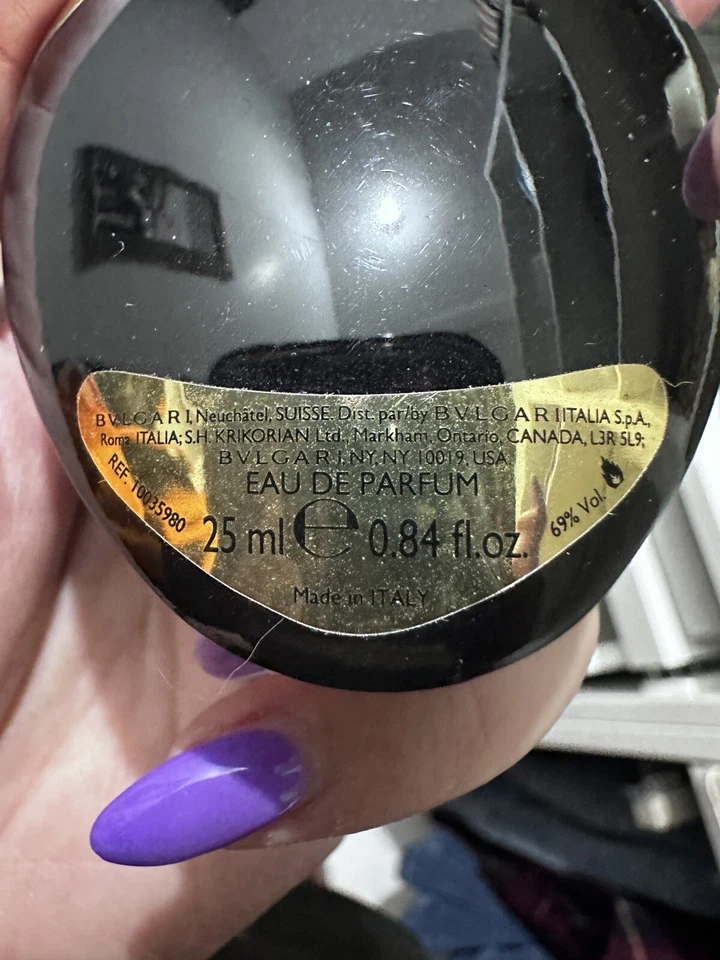 BVLGARI, Neuchâtel, SUISSE. Dist. par/by BVLGARI ITALIA S.p.A.,
Roma ITALIA; S.H. KRIKORIAN Ltd., Markham, Ontario, CANADA, L3R 5L9;
BVLGARI, NY, NY 10019, USA
REF. 10035980
EAU DE PARFUM
69% Vol.
25 ml e 0.84 fl.oz.
Made in ITALY